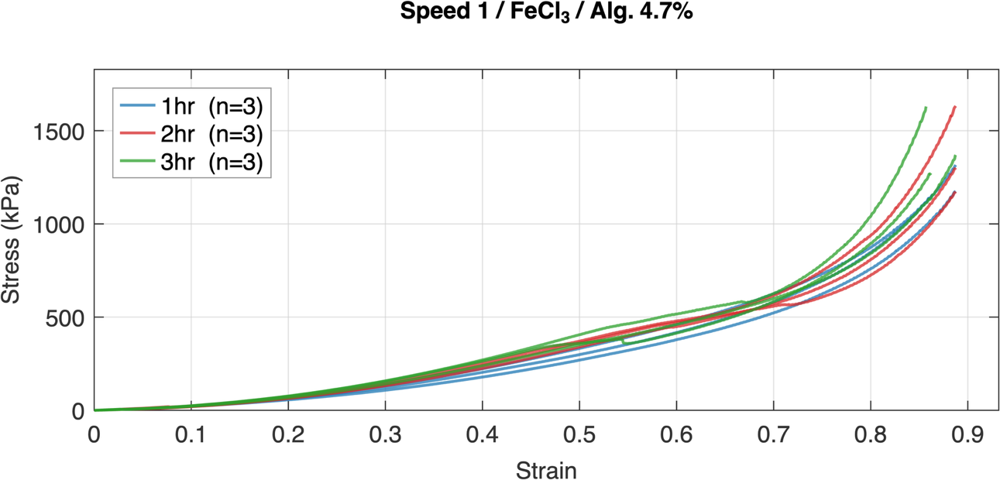 Speed 1 / FeCl₃ / Alg. 4.7%
1hr (n=3)
2hr (n=3)
3hr (n=3)
Stress (kPa)
1500
1000
500
0
0 0.1 0.2 0.3 0.4 0.5 0.6 0.7 0.8 0.9
Strain